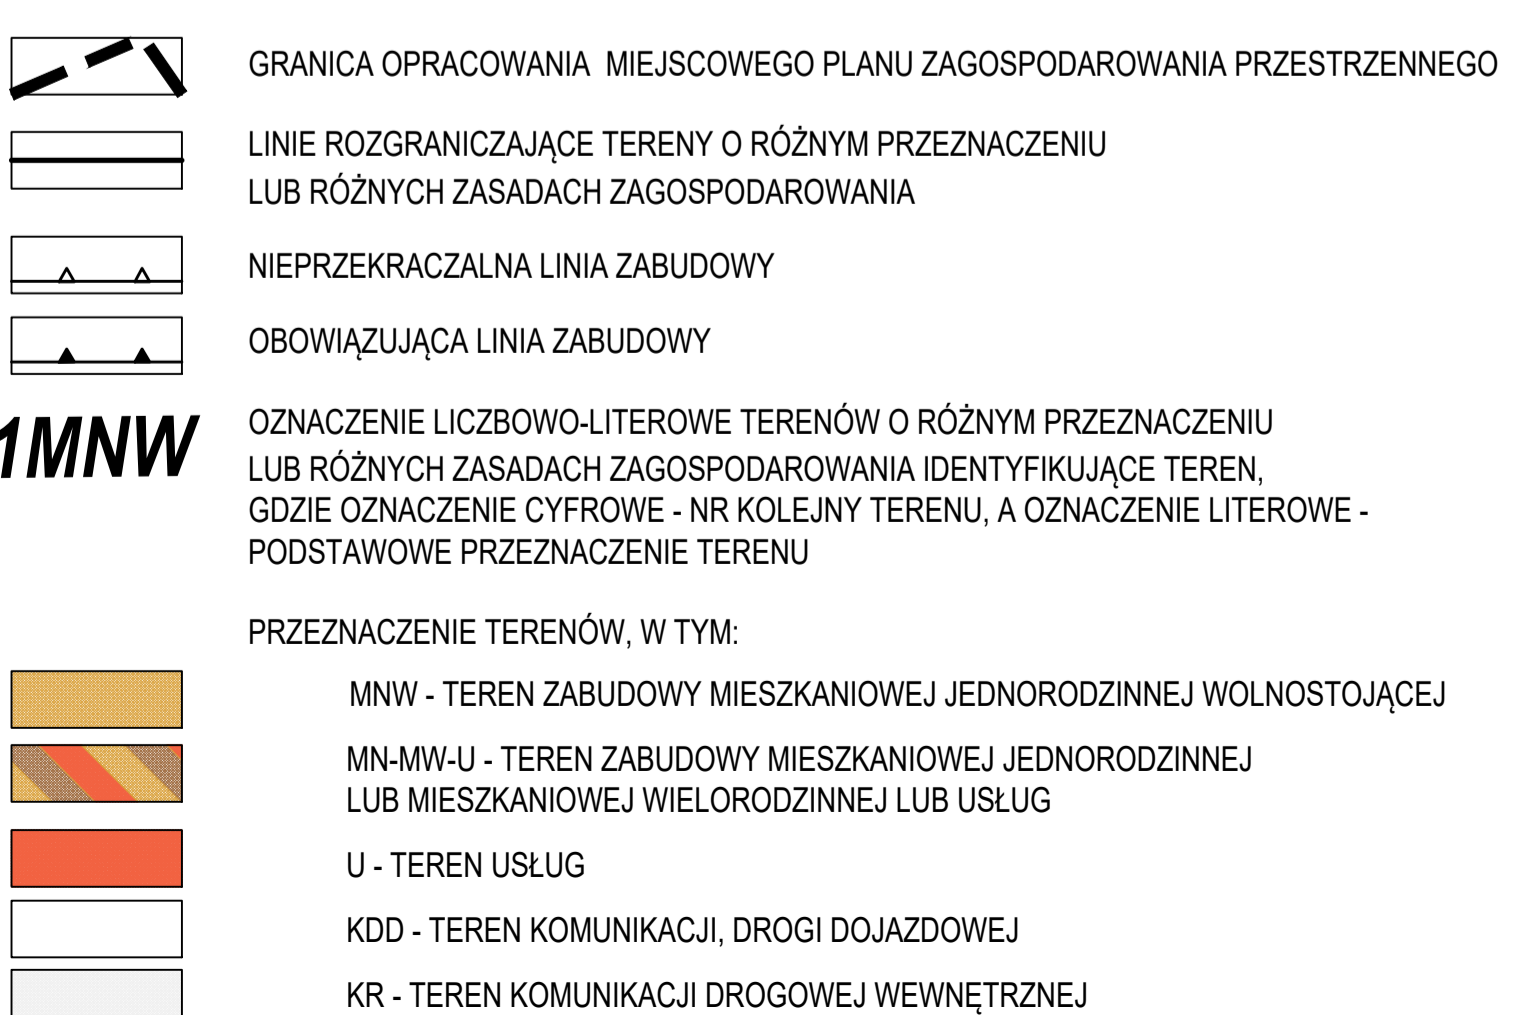 GRANICA OPRACOWANIA MIEJSCOWEGO PLANU ZAGOSPODAROWANIA PRZESTRZENNEGO
LINIE ROZGRANICZAJĄCE TERENY O RÓŻNYM PRZEZNACZENIU
LUB RÓŻNYCH ZASADACH ZAGOSPODAROWANIA
NIEPRZEKRACZALNA LINIA ZABUDOWY
OBOWIĄZUJĄCA LINIA ZABUDOWY
1MNW
OZNACZENIE LICZBOWO-LITEROWE TERENÓW O RÓŻNYM PRZEZNACZENIU
LUB RÓŻNYCH ZASADACH ZAGOSPODAROWANIA IDENTYFIKUJĄCE TEREN,
GDZIE OZNACZENIE CYFROWE - NR KOLEJNY TERENU, A OZNACZENIE LITEROWE -
PODSTAWOWE PRZEZNACZENIE TERENU
PRZEZNACZENIE TERENÓW, W TYM:
MNW - TEREN ZABUDOWY MIESZKANIOWEJ JEDNORODZINNEJ WOLNOSTOJĄCEJ
MN-MW-U - TEREN ZABUDOWY MIESZKANIOWEJ JEDNORODZINNEJ
LUB MIESZKANIOWEJ WIELORODZINNEJ LUB USŁUG
U - TEREN USŁUG
KDD - TEREN KOMUNIKACJI, DROGI DOJAZDOWEJ
KR - TEREN KOMUNIKACJI DROGOWEJ WEWNĘTRZNEJ